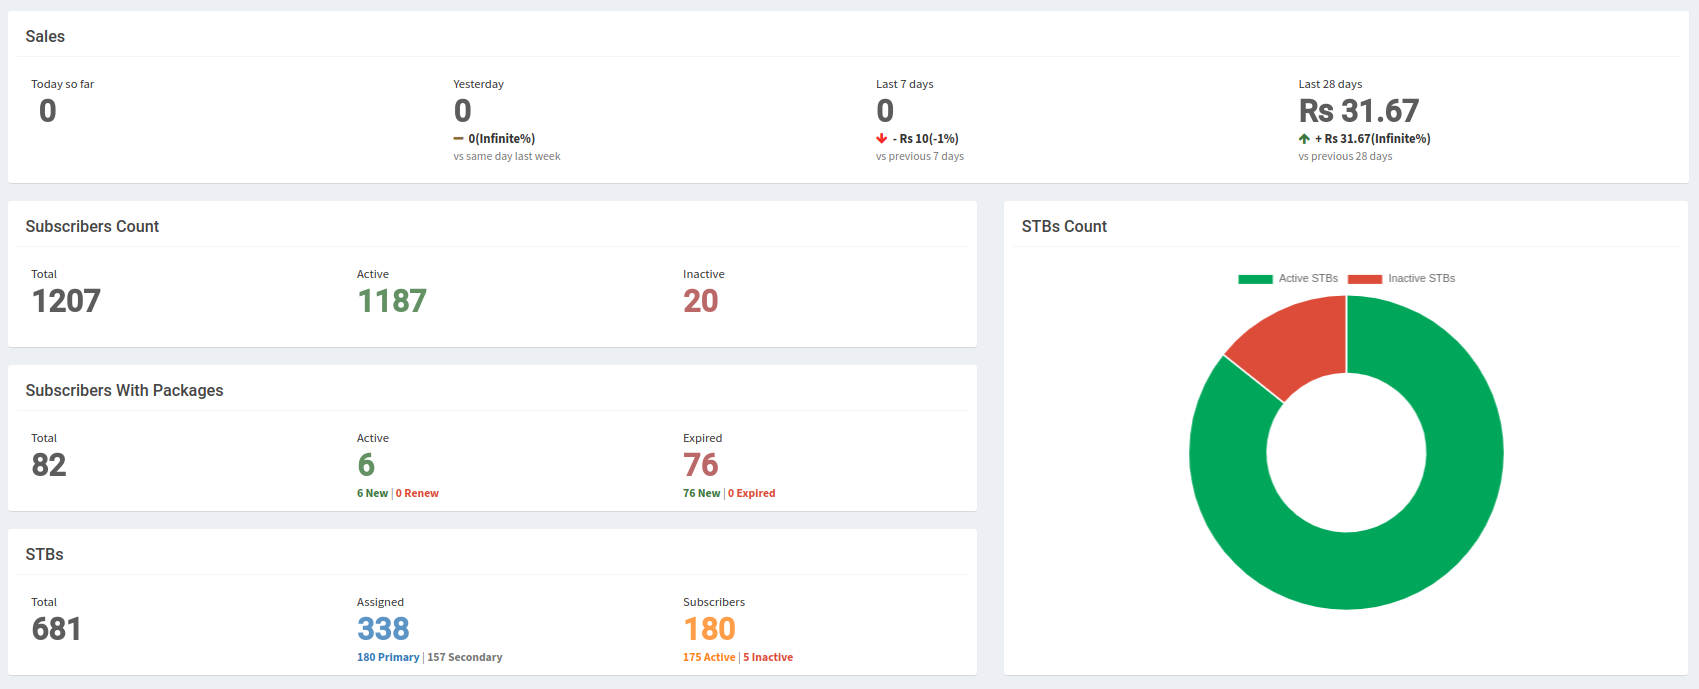 Sales
Today so far
0
Yesterday
0
0(Infinite%)
vs same day last week
Last 7 days
0
- Rs 10(-1%)
vs previous 7 days
Last 28 days
Rs 31.67
+ Rs 31.67(Infinite%)
vs previous 28 days
Subscribers Count
Total
1207
Active
1187
Inactive
20
Subscribers With Packages
Total
82
Active
6
6 New | 0 Renew
Expired
76
76 New | 0 Expired
STBs
Total
681
Assigned
338
180 Primary | 157 Secondary
Subscribers
180
175 Active | 5 Inactive
STBs Count
Active STBs
Inactive STBs